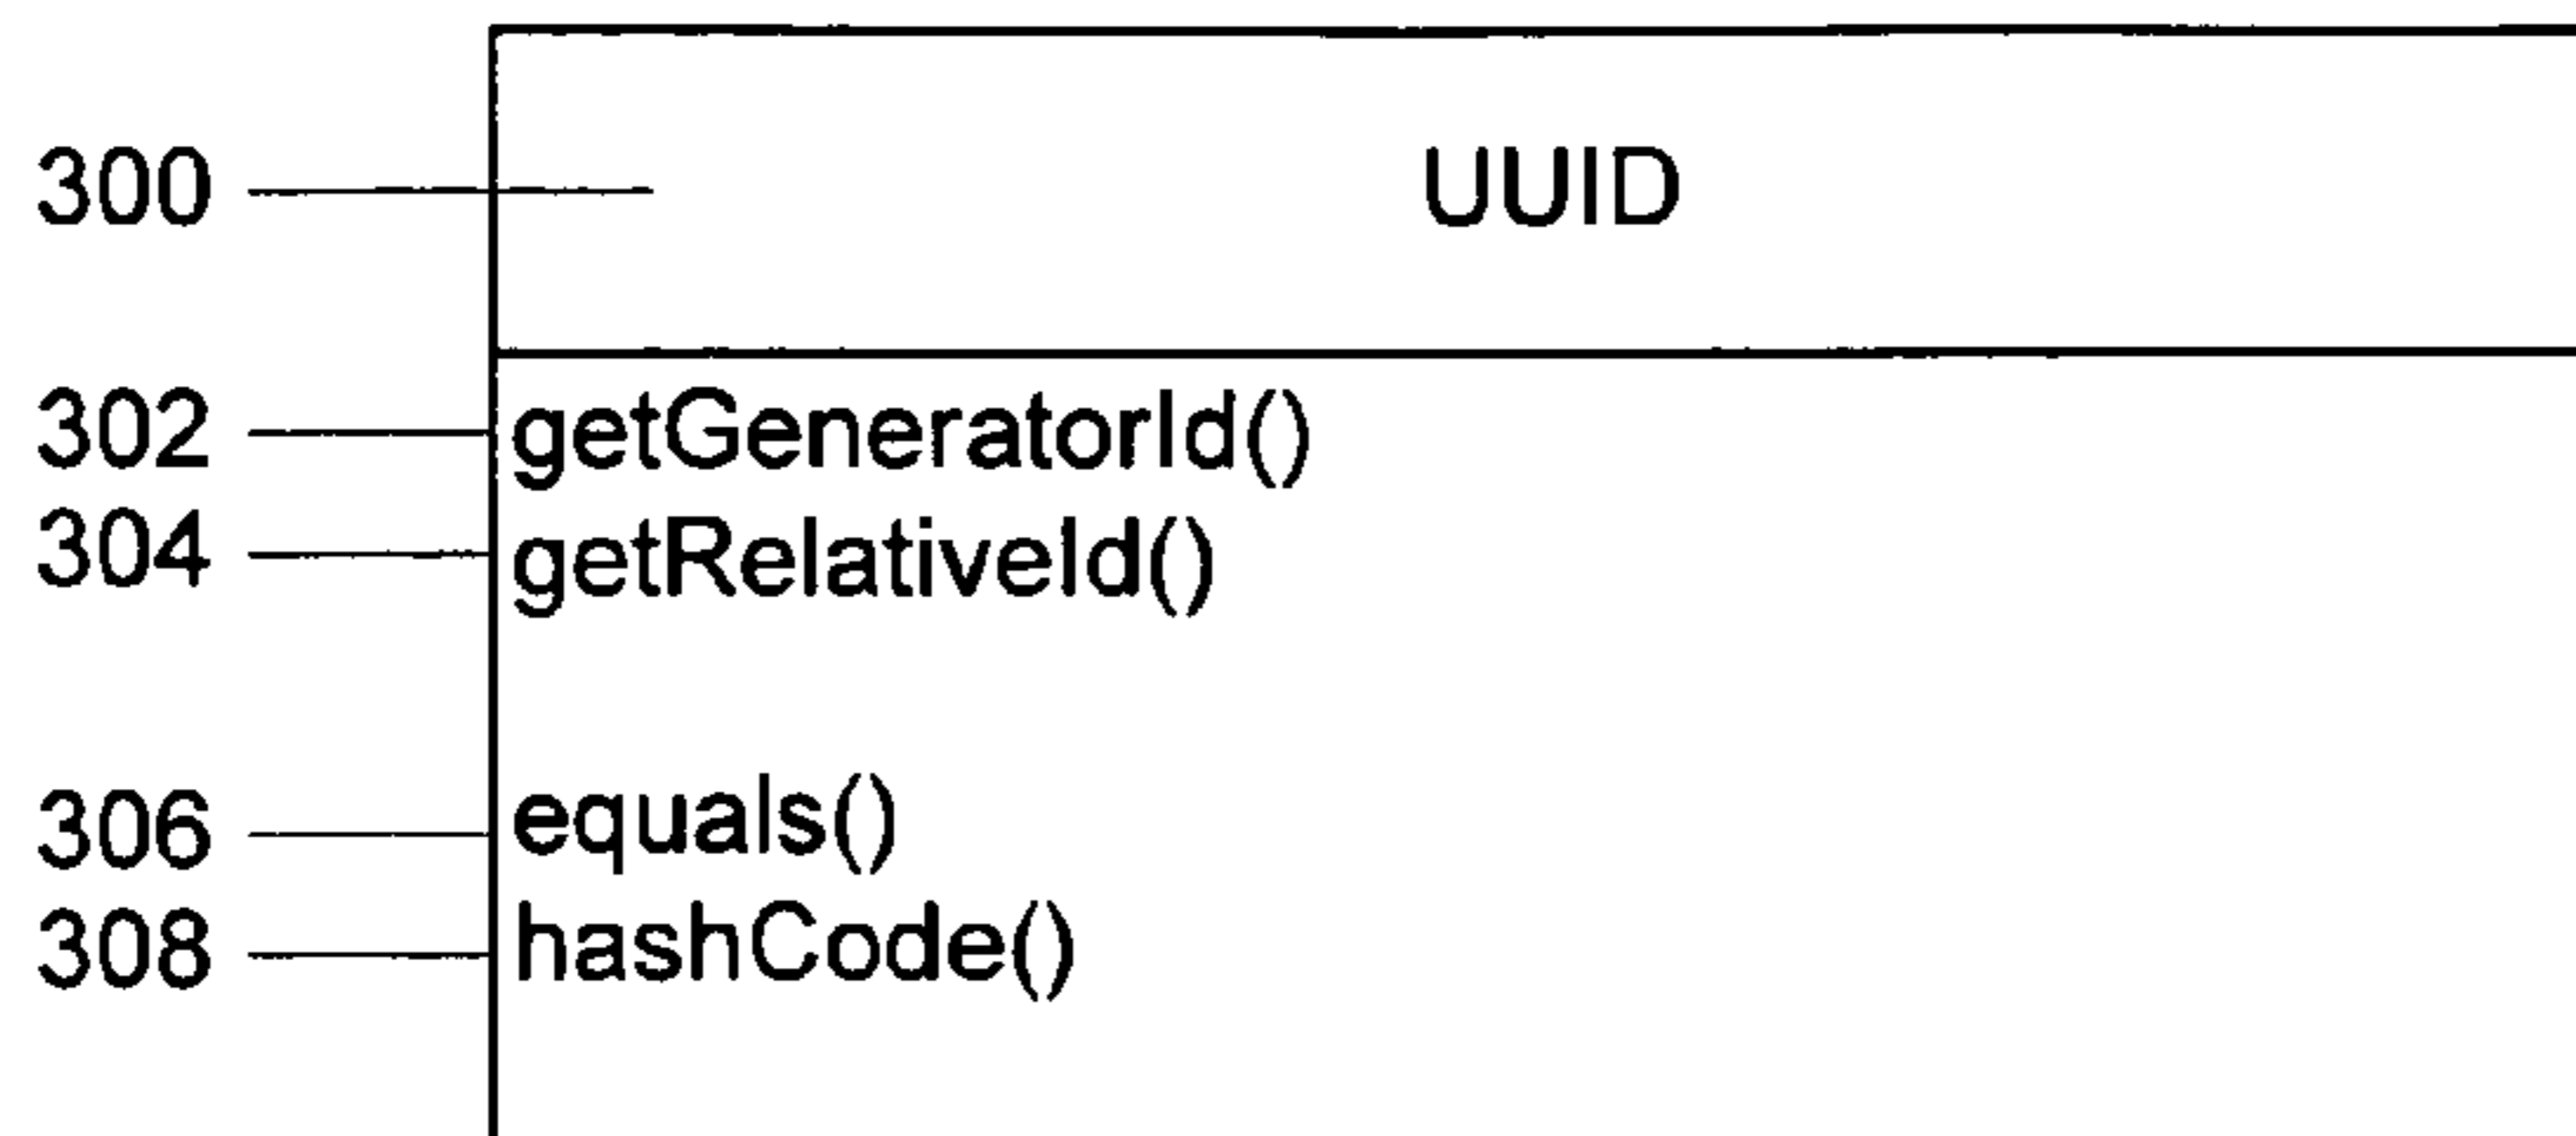 300 UUID
302 getGeneratorId()
304 getRelativeId()
306 equals()
308 hashCode()